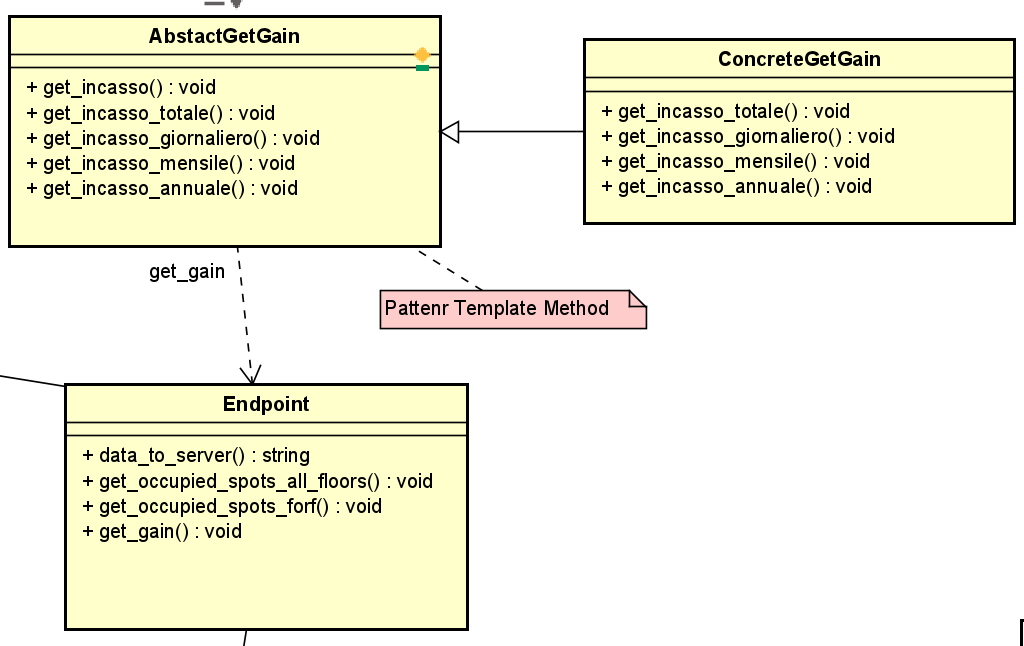 AbstactGetGain
+ get_incasso() : void
+ get_incasso_totale() : void
+ get_incasso_giornaliero() : void
+ get_incasso_mensile() : void
+ get_incasso_annuale() : void
ConcreteGetGain
+ get_incasso_totale() : void
+ get_incasso_giornaliero() : void
+ get_incasso_mensile() : void
+ get_incasso_annuale() : void
get_gain
Pattenr Template Method
Endpoint
+ data_to_server() : string
+ get_occupied_spots_all_floors() : void
+ get_occupied_spots_forf() : void
+ get_gain() : void